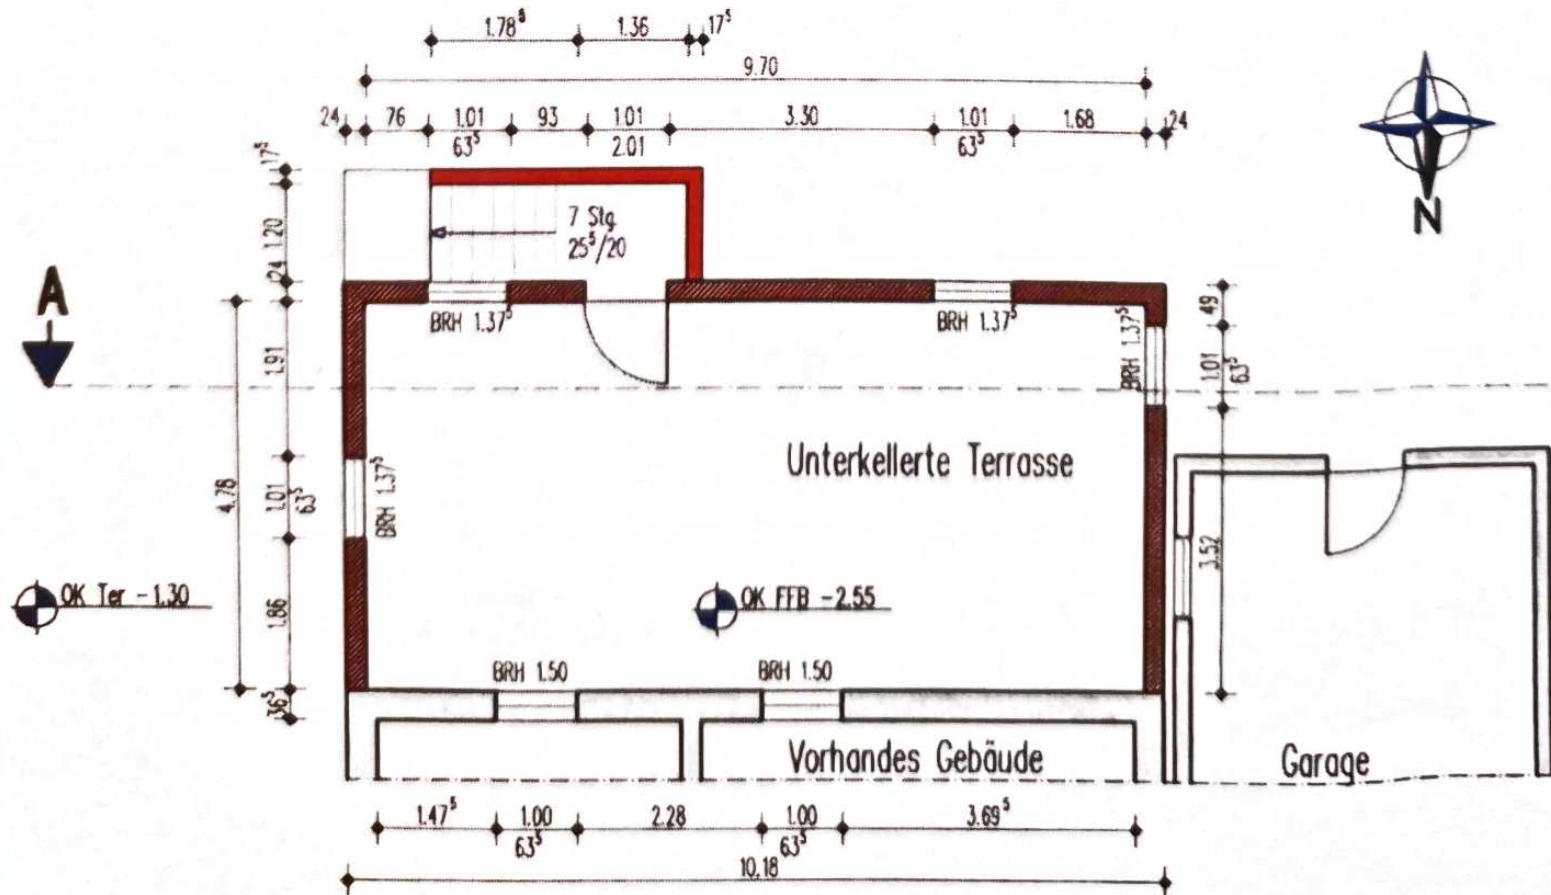 1.78⁵ 1.36 17⁵
9.70
24 76 1.01 93 1.01 3.30 1.01 1.68 24
63⁵ 2.01 63⁵
17⁵
1.20
24
7 Stg
25⁵/20
N
A
BRH 1.37⁵
BRH 1.37⁵
BRH 1.37⁵
49
1.01
63⁵
1.91
Unterkellerte Terrasse
4.78
1.01
63⁵
BRH 1.37⁵
3.52
OK Ter -1.30
1.86
OK FFB -2.55
BRH 1.50
BRH 1.50
36⁵
Vorhandes Gebäude
Garage
1.47⁵ 1.00 2.28 1.00 3.69⁵
63⁵ 63⁵
10.18